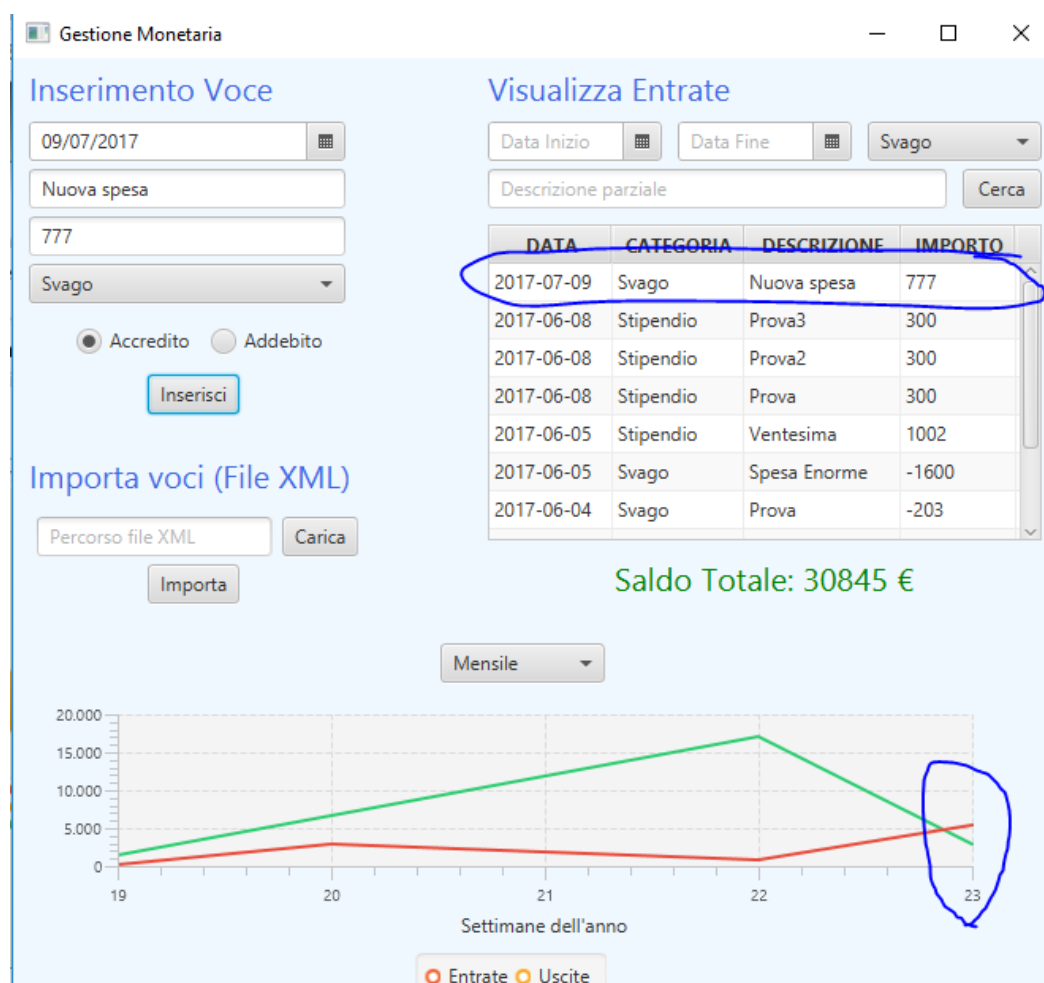 Gestione Monetaria
Inserimento Voce
09/07/2017
Nuova spesa
777
Svago
Accredito Addebito
Inserisci
Importa voci (File XML)
Percorso file XML Carica
Importa
Visualizza Entrate
Data Inizio Data Fine Svago
Descrizione parziale Cerca
DATA CATEGORIA DESCRIZIONE IMPORTO
2017-07-09 Svago Nuova spesa 777
2017-06-08 Stipendio Prova3 300
2017-06-08 Stipendio Prova2 300
2017-06-08 Stipendio Prova 300
2017-06-05 Stipendio Ventesima 1002
2017-06-05 Svago Spesa Enorme -1600
2017-06-04 Svago Prova -203
Saldo Totale: 30845 €
Mensile
20.000
15.000
10.000
5.000
0
19 20 21 22 23
Settimane dell'anno
Entrate Uscite